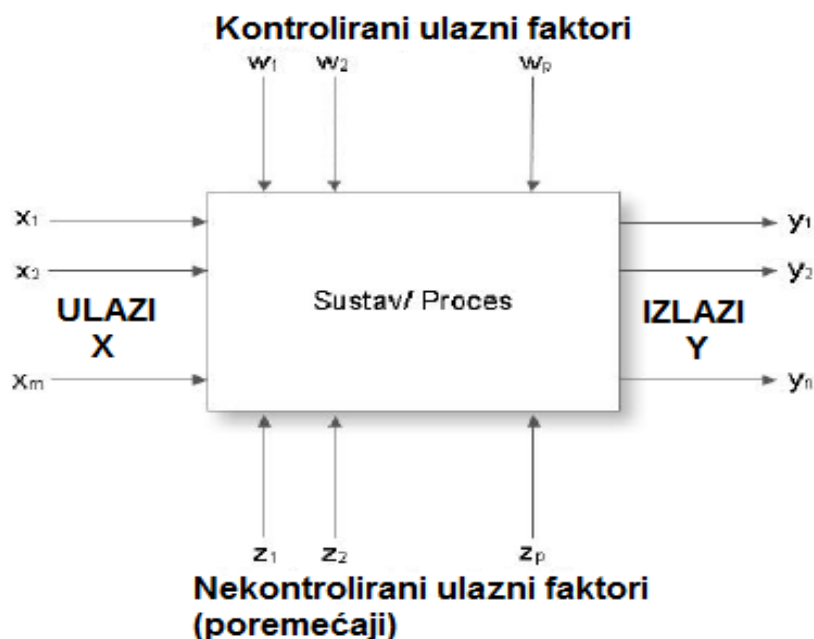 Kontrolirani ulazni faktori
w1 w2 wp
x1 y1
x2 y2
Sustav/ Proces
ULAZI IZLAZI
X Y
xm yn
z1 z2 zp
Nekontrolirani ulazni faktori
(poremećaji)